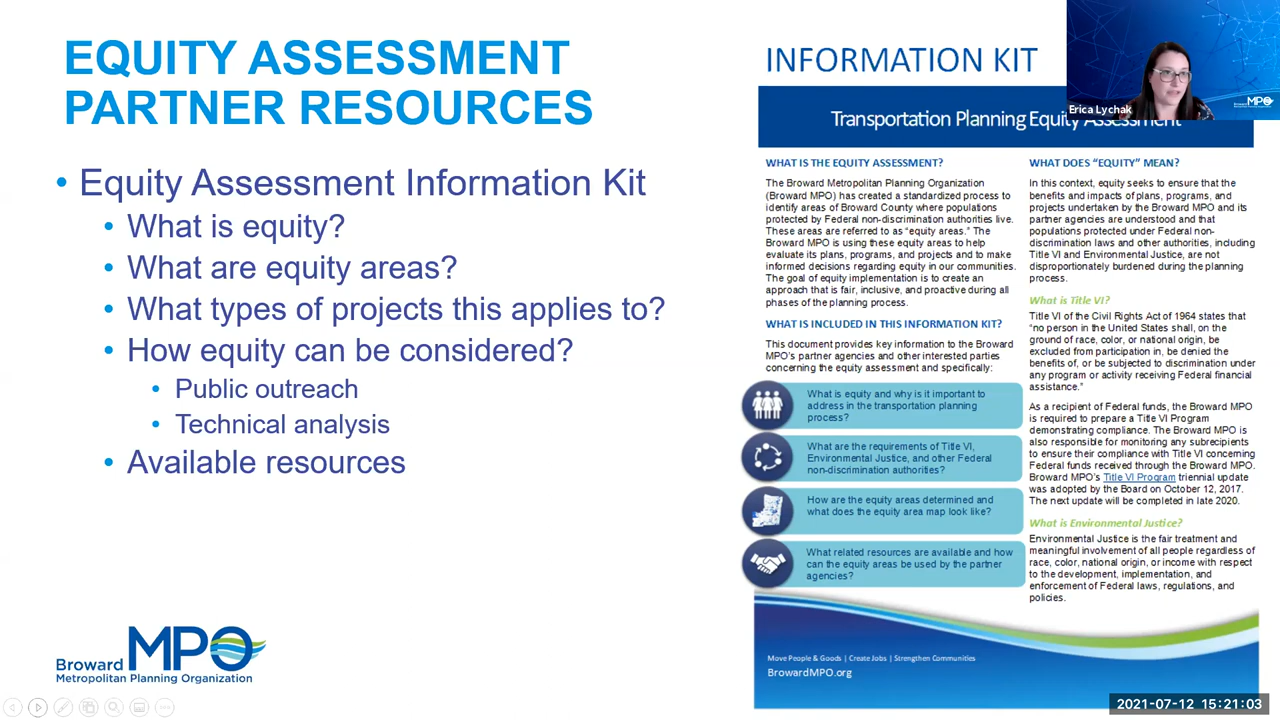 EQUITY ASSESSMENT
PARTNER RESOURCES
• Equity Assessment Information Kit
• What is equity?
• What are equity areas?
• What types of projects this applies to?
• How equity can be considered?
• Public outreach
• Technical analysis
• Available resources
Broward MPO
Metropolitan Planning Organization
INFORMATION KIT
Transportation Planning Equity Assessment
WHAT IS THE EQUITY ASSESSMENT?
The Broward Metropolitan Planning Organization
(Broward MPO) has created a standardized process to
identify areas of Broward County where populations
protected by Federal non-discrimination authorities live.
These areas are referred to as “equity areas.” The
Broward MPO is using these equity areas to help
evaluate its plans, programs, and projects and to make
informed decisions regarding equity in our communities.
The goal of equity implementation is to create an
approach that is fair, inclusive, and proactive during all
phases of the planning process.
WHAT IS INCLUDED IN THIS INFORMATION KIT?
This document provides key information to the Broward
MPO’s partner agencies and other interested parties
concerning the equity assessment and specifically:
What is equity and why is it important to
address in the transportation planning
process?
What are the requirements of Title VI,
Environmental Justice, and other Federal
non-discrimination authorities?
How are the equity areas determined and
what does the equity area map look like?
What related resources are available and how
can the equity areas be used by the partner
agencies?
WHAT DOES “EQUITY” MEAN?
In this context, equity seeks to ensure that the
benefits and impacts of plans, programs, and
projects undertaken by the Broward MPO and its
partner agencies are understood and that
populations protected under Federal non-
discrimination laws and other authorities, including
Title VI and Environmental Justice, are not
disproportionately burdened during the planning
process.
What is Title VI?
Title VI of the Civil Rights Act of 1964 states that
“no person in the United States shall, on the
ground of race, color, or national origin, be
excluded from participation in, be denied the
benefits of, or be subjected to discrimination under
any program or activity receiving Federal financial
assistance.”
As a recipient of Federal funds, the Broward MPO
is required to prepare a Title VI Program
demonstrating compliance. The Broward MPO is
also responsible for monitoring any subrecipients
to ensure their compliance with Title VI concerning
Federal funds received through the Broward MPO.
Broward MPO’s Title VI Program triennial update
was adopted by the Board on October 12, 2017.
The next update will be completed in late 2020.
What is Environmental Justice?
Environmental Justice is the fair treatment and
meaningful involvement of all people regardless of
race, color, national origin, or income with respect
to the development, implementation, and
enforcement of Federal laws, regulations, and
policies.
Move People & Goods | Create Jobs | Strengthen Communities
BrowardMPO.org
Erica Lychak
Broward MPO
2021-07-12 15:21:03